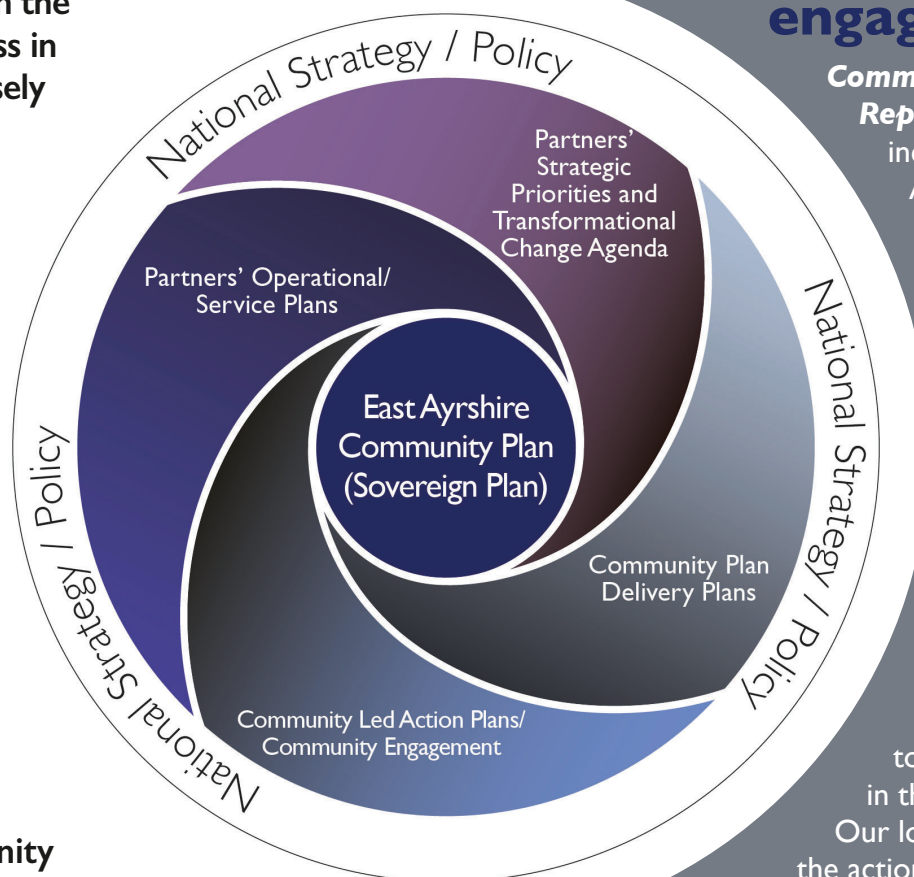 n the
ss in
sely
engag
Comm
Rep
inc
National Strategy / Policy
Partners’
Strategic
Priorities and
Transformational
Change Agenda
Partners’ Operational/
Service Plans
National Strategy / Policy
East Ayrshire
Community Plan
(Sovereign Plan)
National Strategy / Policy
Community Plan
Delivery Plans
Community Led Action Plans/
Community Engagement
to
in th
Our lo
the action
nity